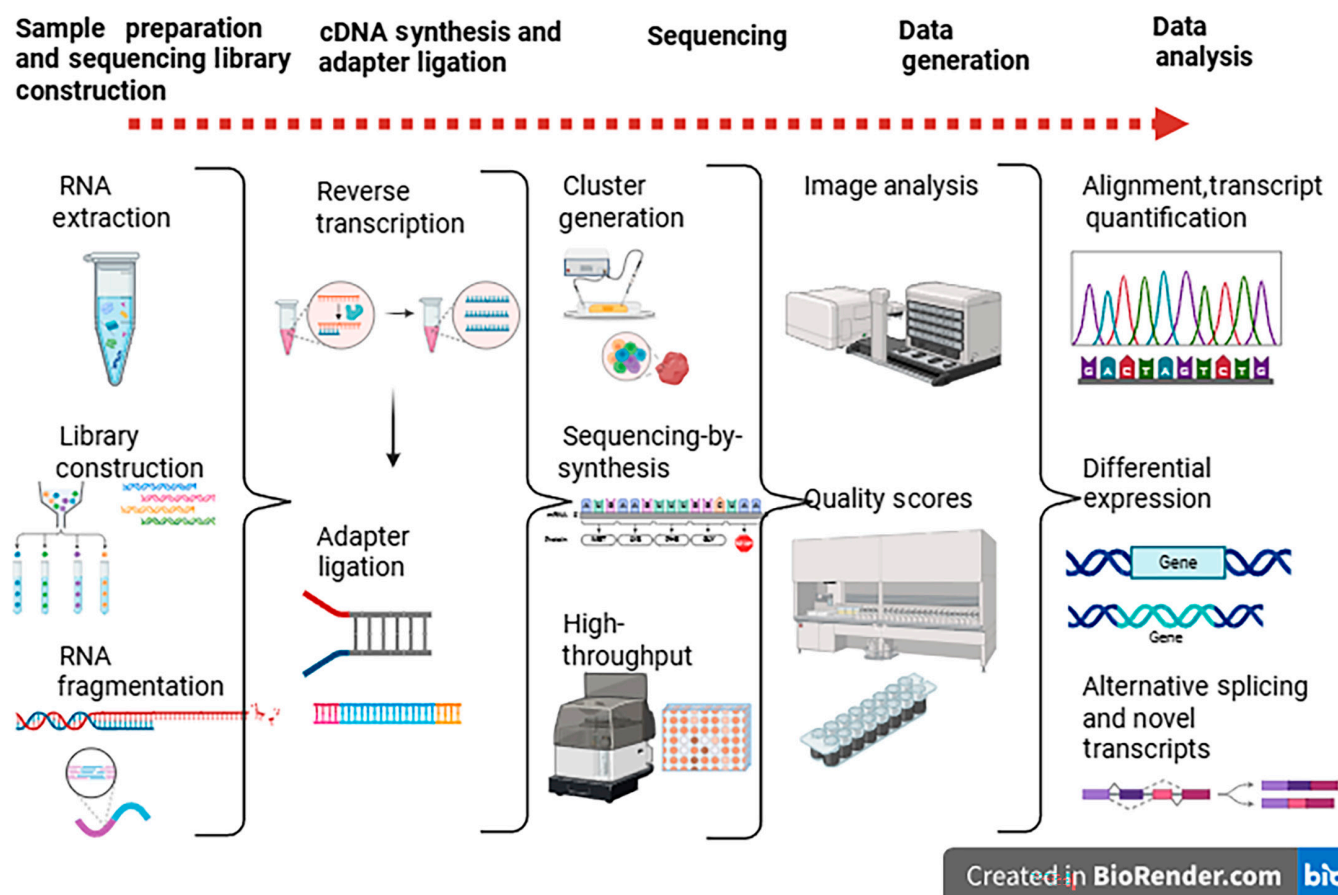 Sample preparation
and sequencing library
construction
cDNA synthesis and
adapter ligation
Sequencing
Data
generation
Data
analysis
RNA
extraction
Library
construction
RNA
fragmentation
Reverse
transcription
Adapter
ligation
Cluster
generation
Sequencing-by-
synthesis
mRNA
Protein
High-
throughput
Image analysis
Quality scores
Alignment,transcript
quantification
G A C T A G T C T G
Differential
expression
Gene
Gene
Alternative splicing
and novel
transcripts
Created in BioRender.com